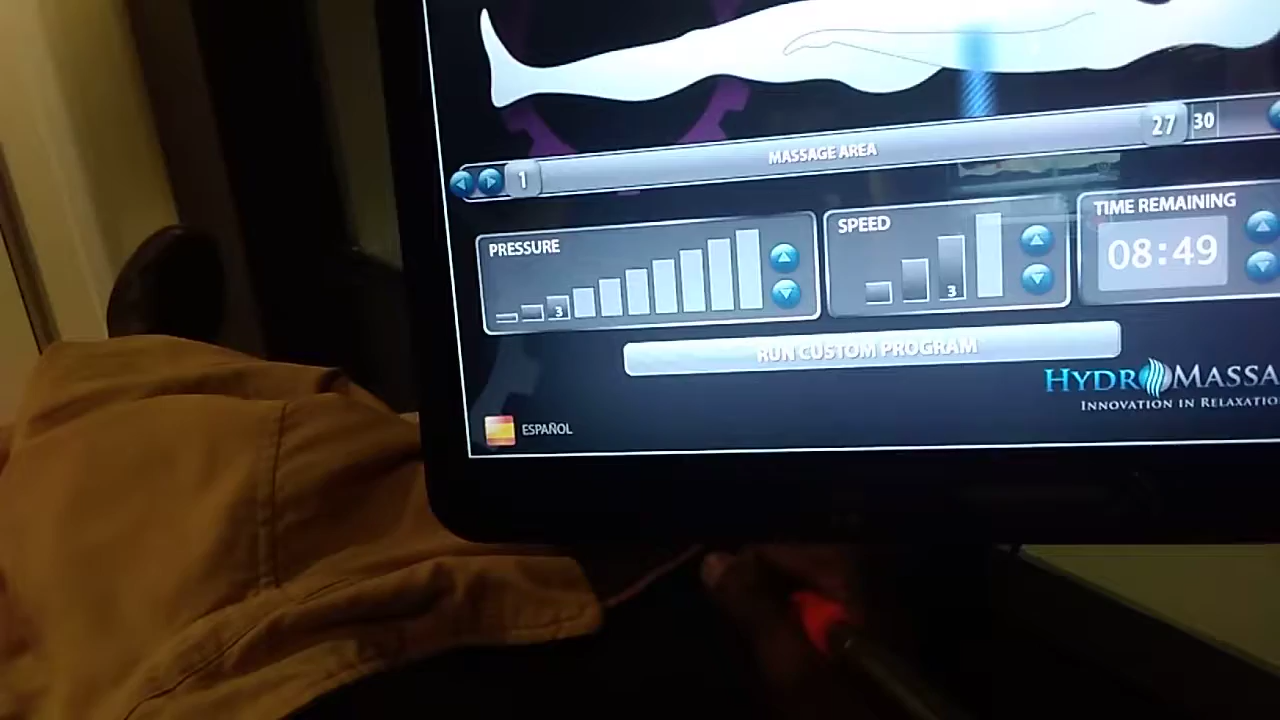 27
30
MASSAGE AREA
1
PRESSURE
3
SPEED
3
TIME REMAINING
08:49
RUN CUSTOM PROGRAM
HYDROMASSA
INNOVATION IN RELAXATIO
ESPAÑOL